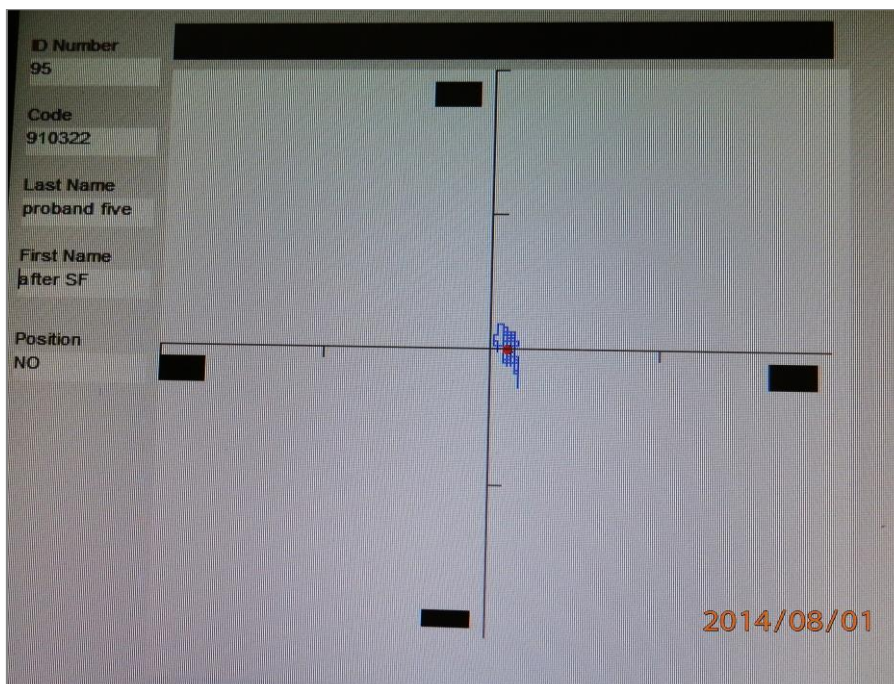 ID Number
95
Code
910322
Last Name
proband five
First Name
after SF
Position
NO
2014/08/01